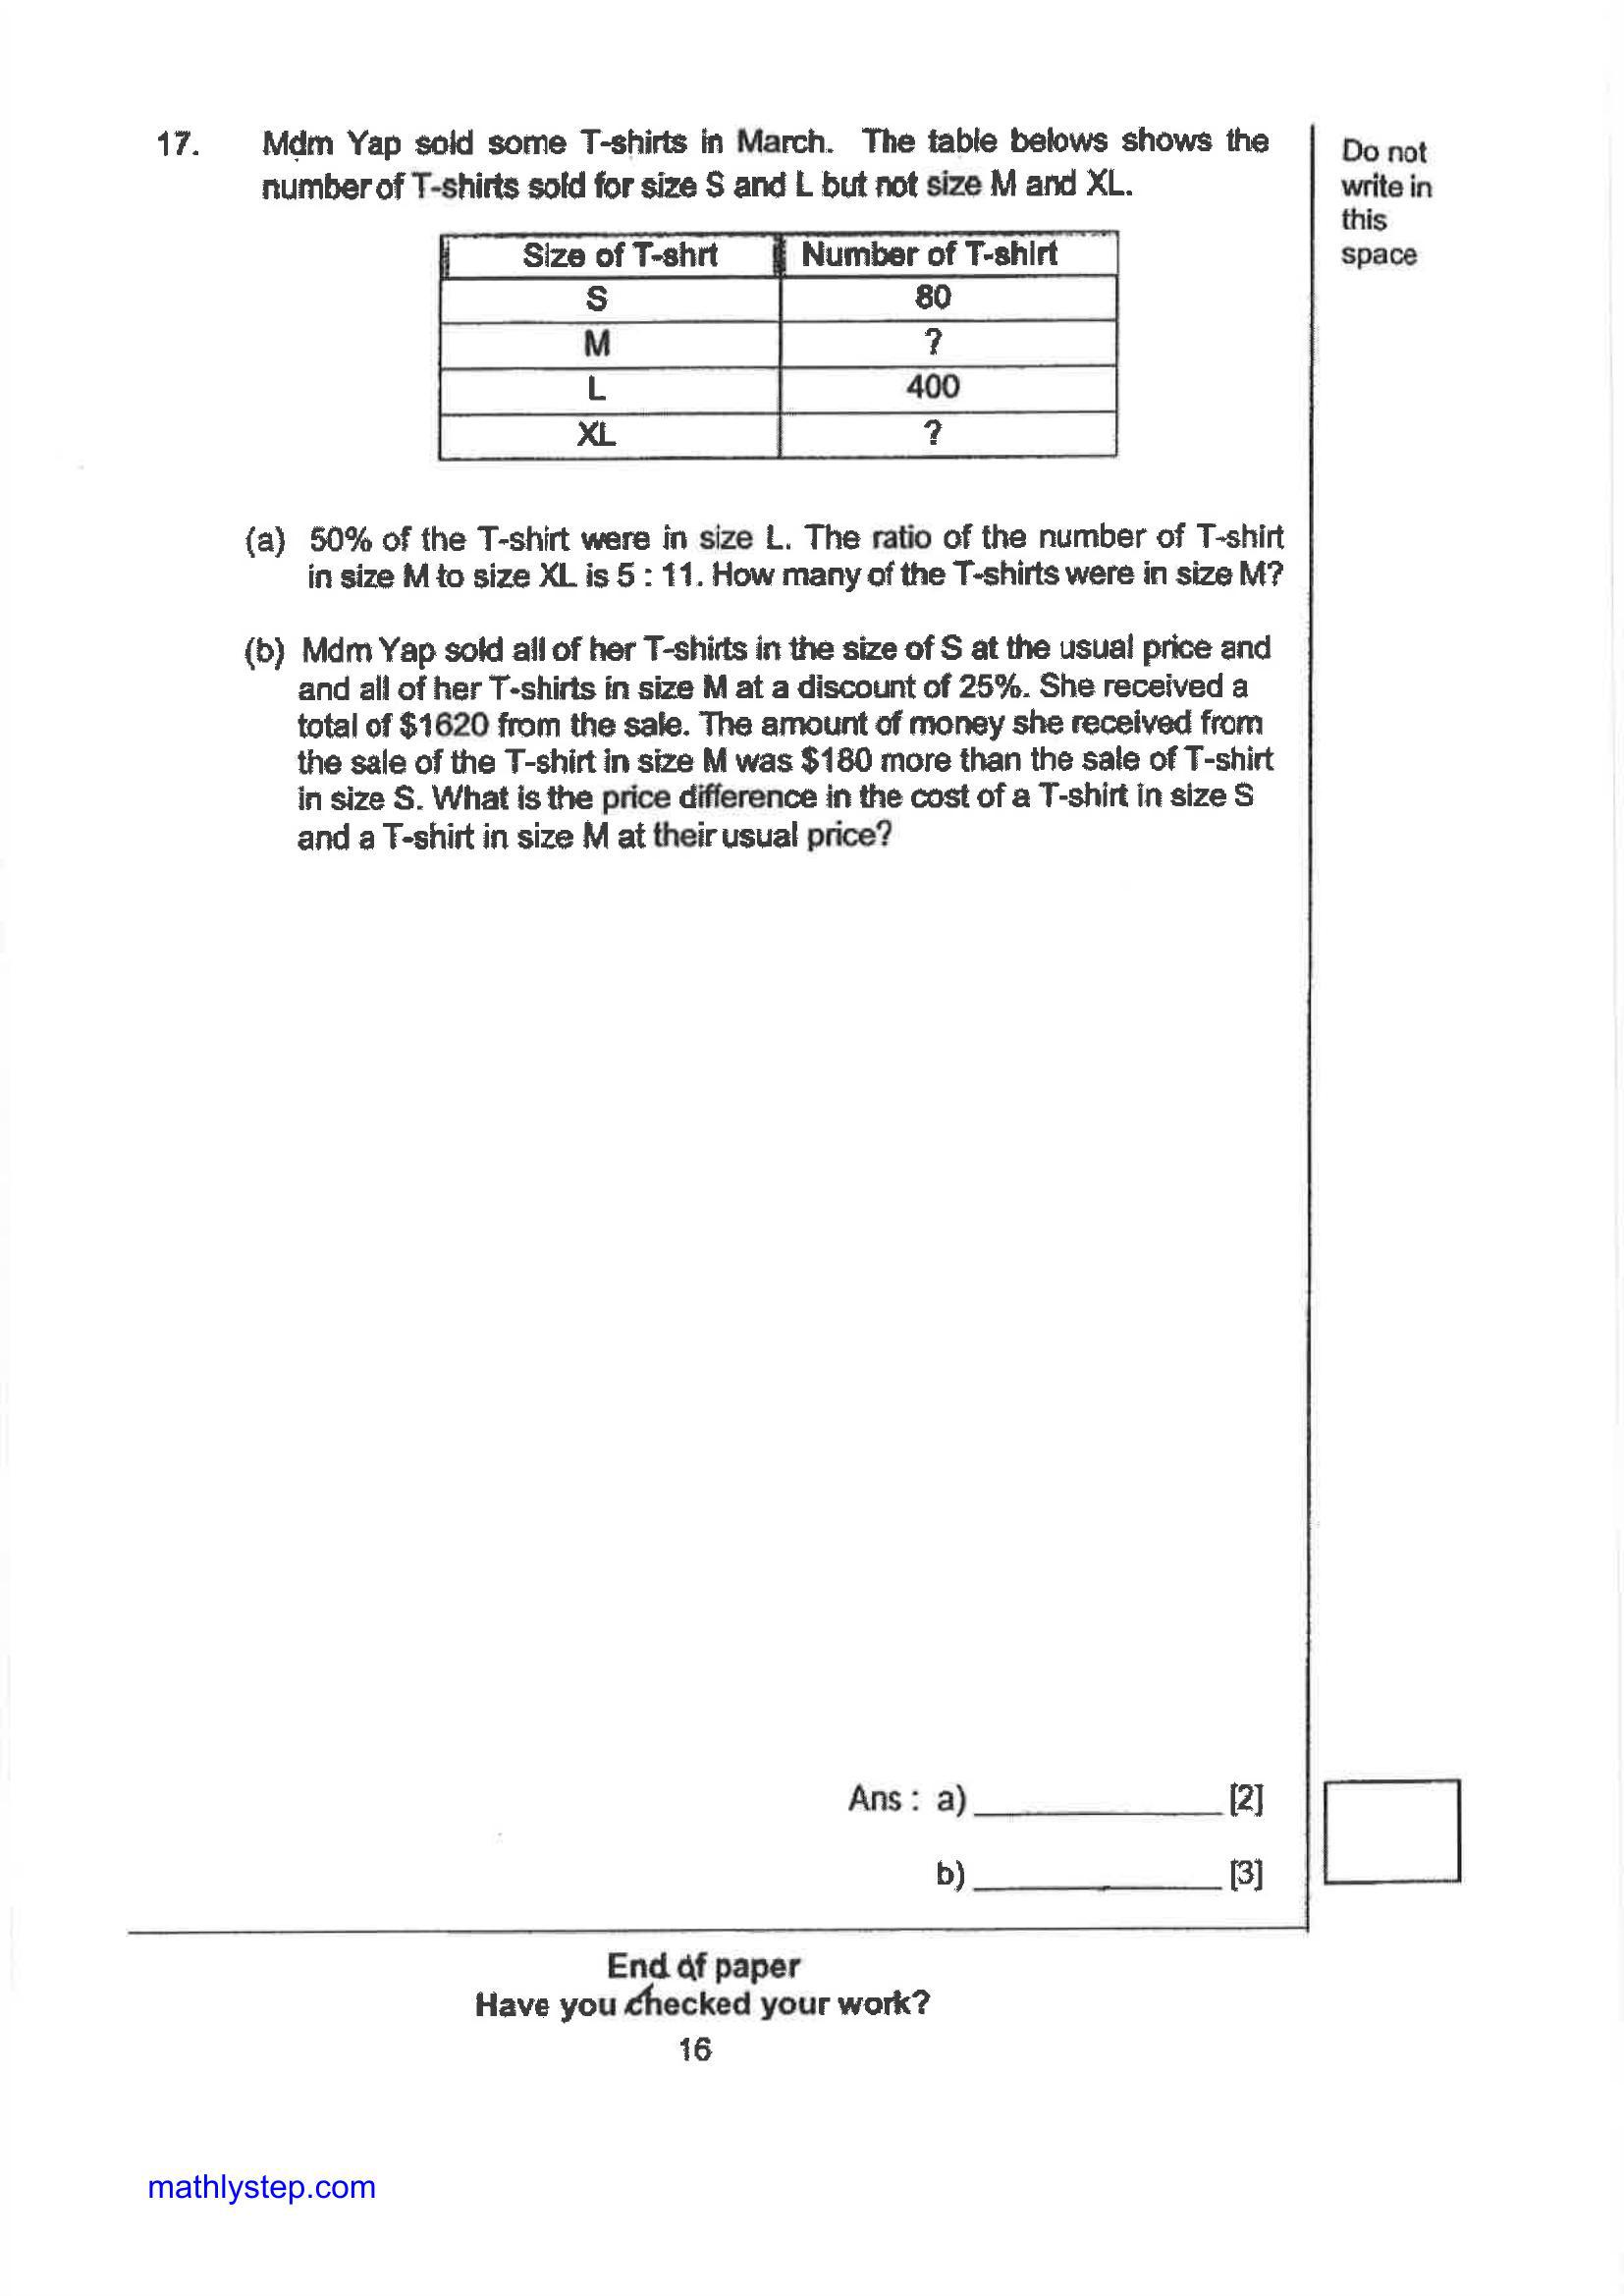 17. Mdm Yap sold some T-shirts in March. The table belows shows the
number of T-shirts sold for size S and L but not size M and XL.
Do not
write in
this
space
Size of T-shrt Number of T-shirt
S 80
M ?
L 400
XL ?
(a) 50% of the T-shirt were in size L. The ratio of the number of T-shirt
in size M to size XL is 5 : 11. How many of the T-shirts were in size M?
(b) Mdm Yap sold all of her T-shirts in the size of S at the usual price and
and all of her T-shirts in size M at a discount of 25%. She received a
total of $1620 from the sale. The amount of money she received from
the sale of the T-shirt in size M was $180 more than the sale of T-shirt
in size S. What is the price difference in the cost of a T-shirt in size S
and a T-shirt in size M at their usual price?
Ans : a) [2]
b) [3]
End of paper
Have you checked your work?
16
mathlystep.com